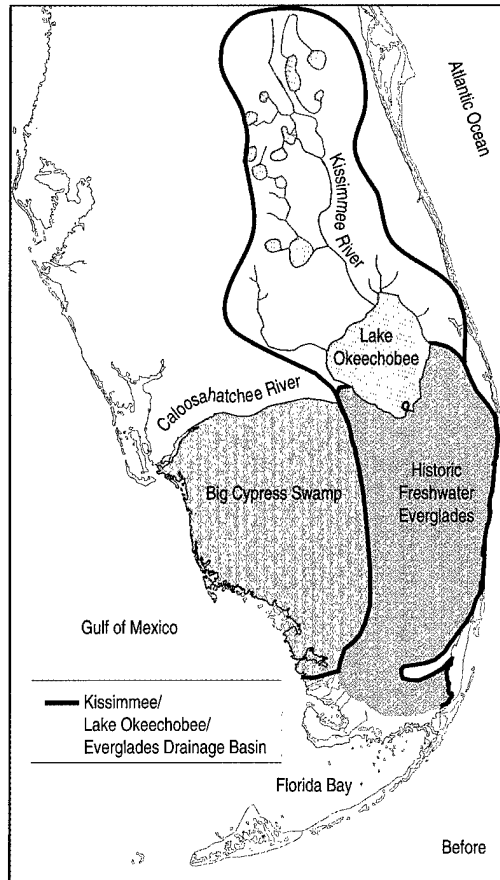 Atlantic Ocean
Kissimmee River
Lake
Okeechobee
Caloosahatchee River
Historic
Freshwater
Everglades
Big Cypress Swamp
Gulf of Mexico
Kissimmee/
Lake Okeechobee/
Everglades Drainage Basin
Florida Bay
Before